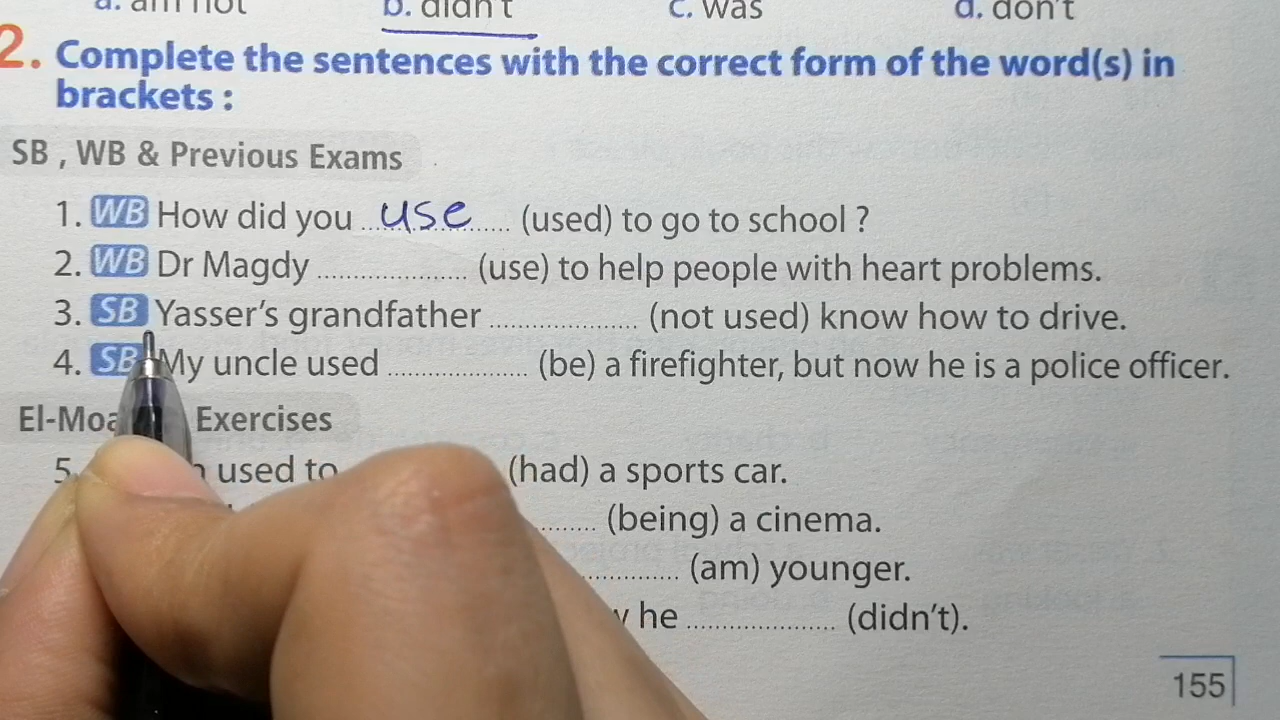 a. am not b. didn't c. was d. don't
2. Complete the sentences with the correct form of the word(s) in
brackets :
SB , WB & Previous Exams
1. WB How did you use (used) to go to school ?
2. WB Dr Magdy .................... (use) to help people with heart problems.
3. SB Yasser's grandfather .................... (not used) know how to drive.
4. SB My uncle used .................... (be) a firefighter, but now he is a police officer.
Exercises
5. used to (had) a sports car.
(being) a cinema.
(am) younger.
he .................... (didn't).
155